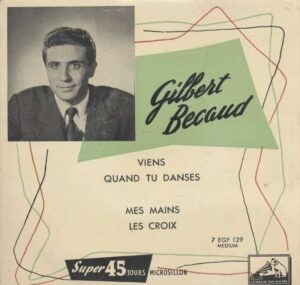 Gilbert
Becaud
VIENS
QUAND TU DANSES
MES MAINS
LES CROIX
7 EGF 129
MEDIUM
Super 45 TOURS MICROSILLON